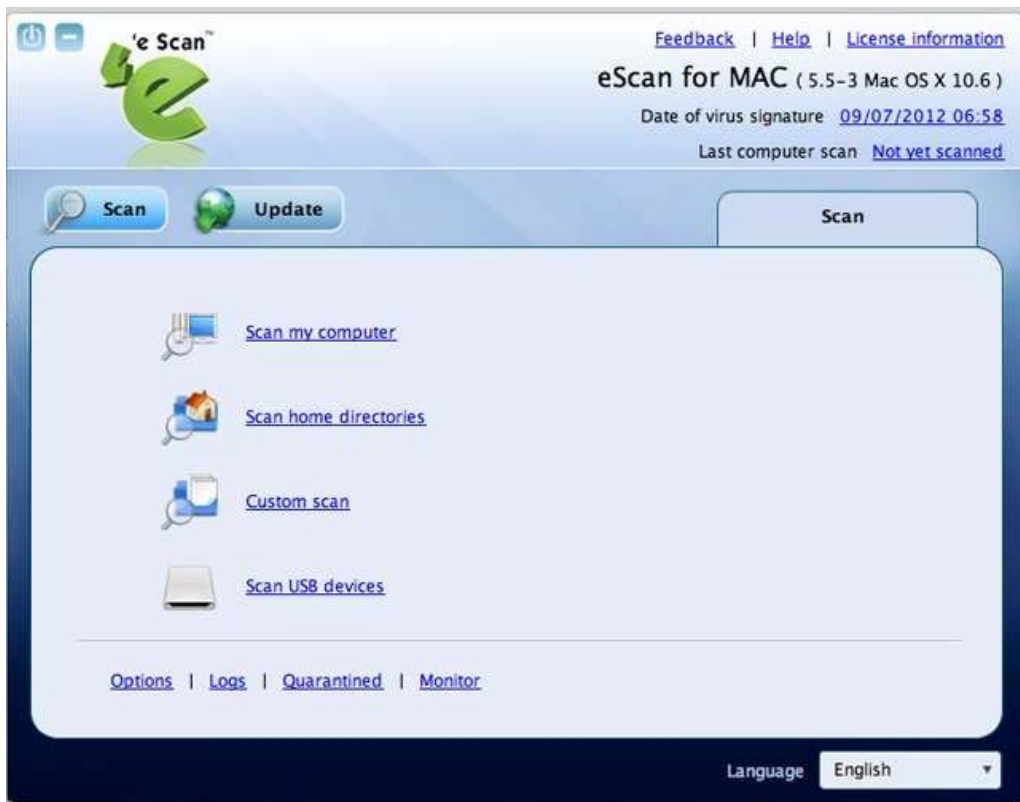 'e Scan™
Feedback | Help | License information
eScan for MAC ( 5.5-3 Mac OS X 10.6 )
Date of virus signature 09/07/2012 06:58
Last computer scan Not yet scanned
Scan Update Scan
Scan my computer
Scan home directories
Custom scan
Scan USB devices
Options | Logs | Quarantined | Monitor
Language English